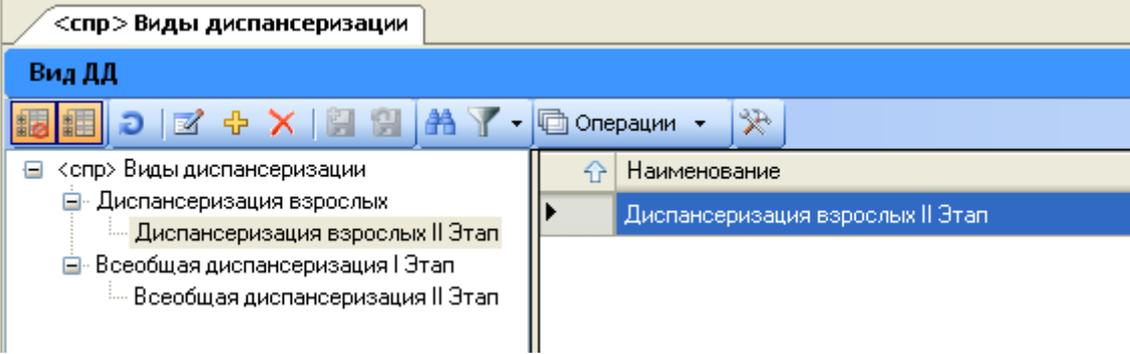 <спр> Виды диспансеризации
Вид ДД
Операции
<спр> Виды диспансеризации
Диспансеризация взрослых
Диспансеризация взрослых II Этап
Всеобщая диспансеризация I Этап
Всеобщая диспансеризация II Этап
Наименование
Диспансеризация взрослых II Этап